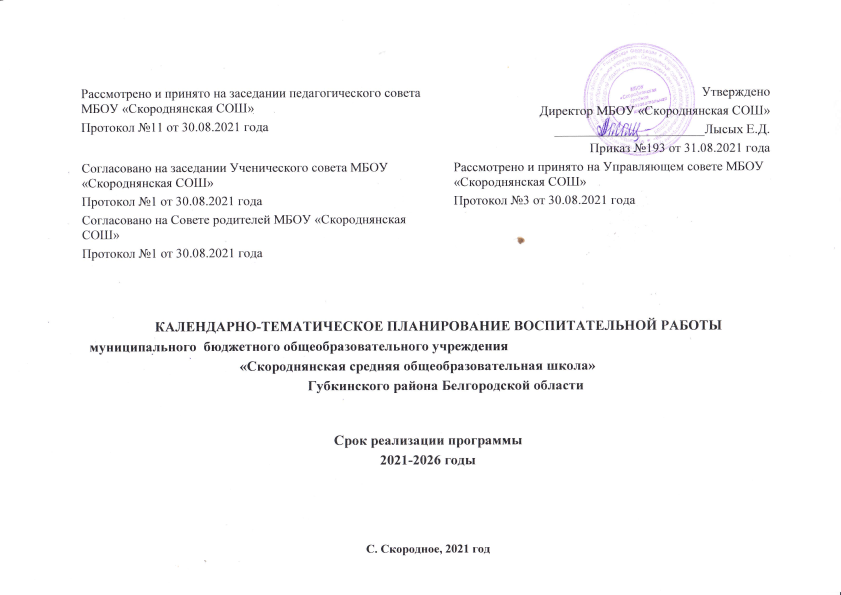 Рассмотрено и принято на заседании педагогического совета
МБОУ «Скороднянская СОШ»
Протокол №11 от 30.08.2021 года
Утверждено
Директор МБОУ «Скороднянская СОШ»
Лысых Е.Д.
Приказ №193 от 31.08.2021 года
Согласовано на заседании Ученического совета МБОУ
«Скороднянская СОШ»
Протокол №1 от 30.08.2021 года
Согласовано на Совете родителей МБОУ «Скороднянская
СОШ»
Протокол №1 от 30.08.2021 года
Рассмотрено и принято на Управляющем совете МБОУ
«Скороднянская СОШ»
Протокол №3 от 30.08.2021 года
КАЛЕНДАРНО-ТЕМАТИЧЕСКОЕ ПЛАНИРОВАНИЕ ВОСПИТАТЕЛЬНОЙ РАБОТЫ
муниципального бюджетного общеобразовательного учреждения
«Скороднянская средняя общеобразовательная школа»
Губкинского района Белгородской области
Срок реализации программы
2021-2026 годы
С. Скородное, 2021 год